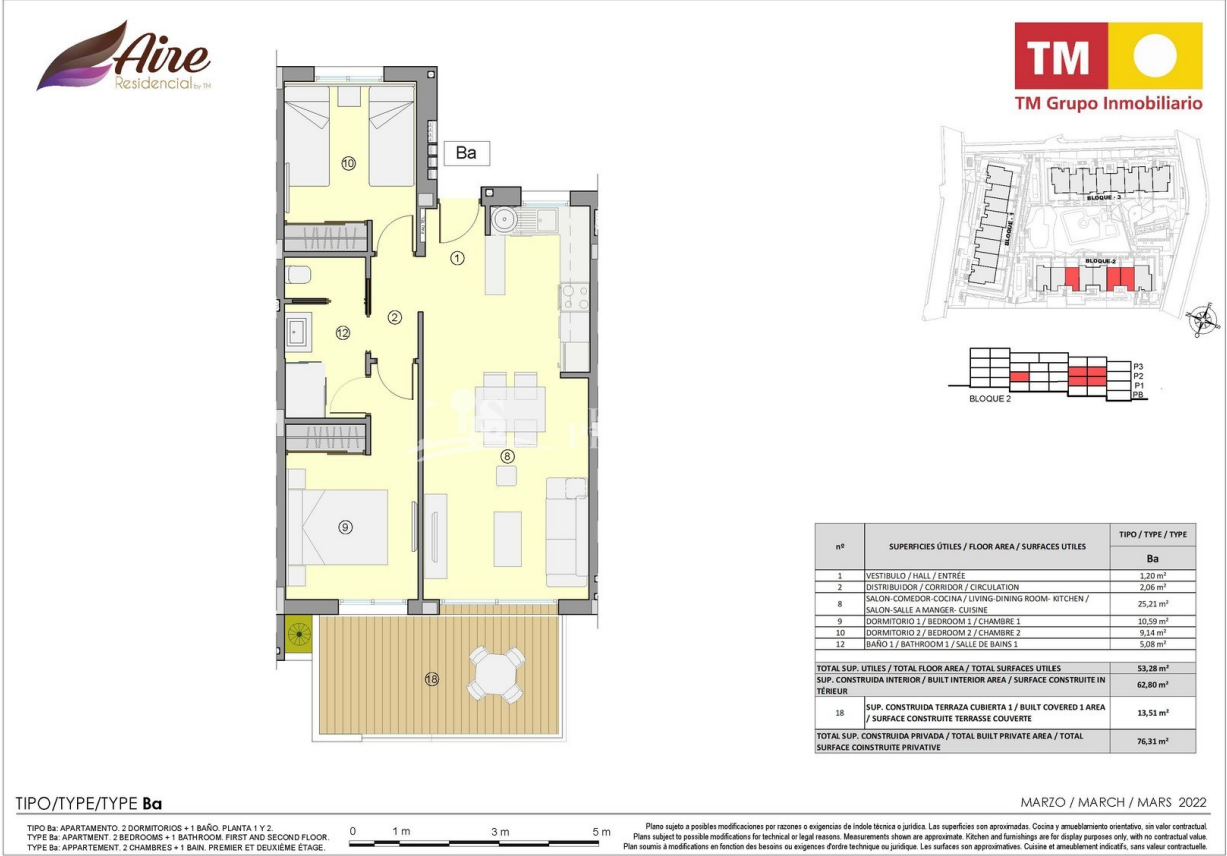 Aire
Residencial by TM
TM
TM Grupo Inmobiliario
Ba
10
1
2
12
8
9
18
BLOQUE - 1
BLOQUE - 3
BLOQUE-2
P3
P2
P1
PB
BLOQUE 2
nº
SUPERFICIES ÚTILES / FLOOR AREA / SURFACES UTILES
TIPO / TYPE / TYPE
Ba
1 VESTIBULO / HALL / ENTRÉE 1,20 m²
2 DISTRIBUIDOR / CORRIDOR / CIRCULATION 2,06 m²
8 SALON-COMEDOR-COCINA / LIVING-DINING ROOM- KITCHEN / SALON-SALLE A MANGER- CUISINE 25,21 m²
9 DORMITORIO 1 / BEDROOM 1 / CHAMBRE 1 10,59 m²
10 DORMITORIO 2 / BEDROOM 2 / CHAMBRE 2 9,14 m²
12 BAÑO 1 / BATHROOM 1 / SALLE DE BAINS 1 5,08 m²
TOTAL SUP. UTILES / TOTAL FLOOR AREA / TOTAL SURFACES UTILES 53,28 m²
SUP. CONSTRUIDA INTERIOR / BUILT INTERIOR AREA / SURFACE CONSTRUITE IN
TÉRIEUR 62,80 m²
18 SUP. CONSTRUIDA TERRAZA CUBIERTA 1 / BUILT COVERED 1 AREA
/ SURFACE CONSTRUITE TERRASSE COUVERTE 13,51 m²
TOTAL SUP. CONSTRUIDA PRIVADA / TOTAL BUILT PRIVATE AREA / TOTAL
SURFACE COINSTRUITE PRIVATIVE 76,31 m²
TIPO/TYPE/TYPE Ba
MARZO / MARCH / MARS 2022
TIPO Ba: APARTAMENTO. 2 DORMITORIOS + 1 BAÑO. PLANTA 1 Y 2.
TYPE Ba: APARTMENT. 2 BEDROOMS + 1 BATHROOM. FIRST AND SECOND FLOOR.
TYPE Ba: APPARTEMENT. 2 CHAMBRES + 1 BAIN. PREMIER ET DEUXIÈME ÉTAGE.
0 1 m 3 m 5 m
Plano sujeto a posibles modificaciones por razones o exigencias de índole técnica o jurídica. Las superficies son aproximadas. Cocina y amueblamiento orientativo, sin valor contractual.
Plans subject to possible modifications for technical or legal reasons. Measurements shown are approximate. Kitchen and furnishings are for display purposes only, with no contractual value.
Plan soumis à modifications en fonction des besoins ou exigences d'ordre technique ou juridique. Les surfaces son approximatives. Cuisine et ameublement indicatifs, sans valeur contractuelle.